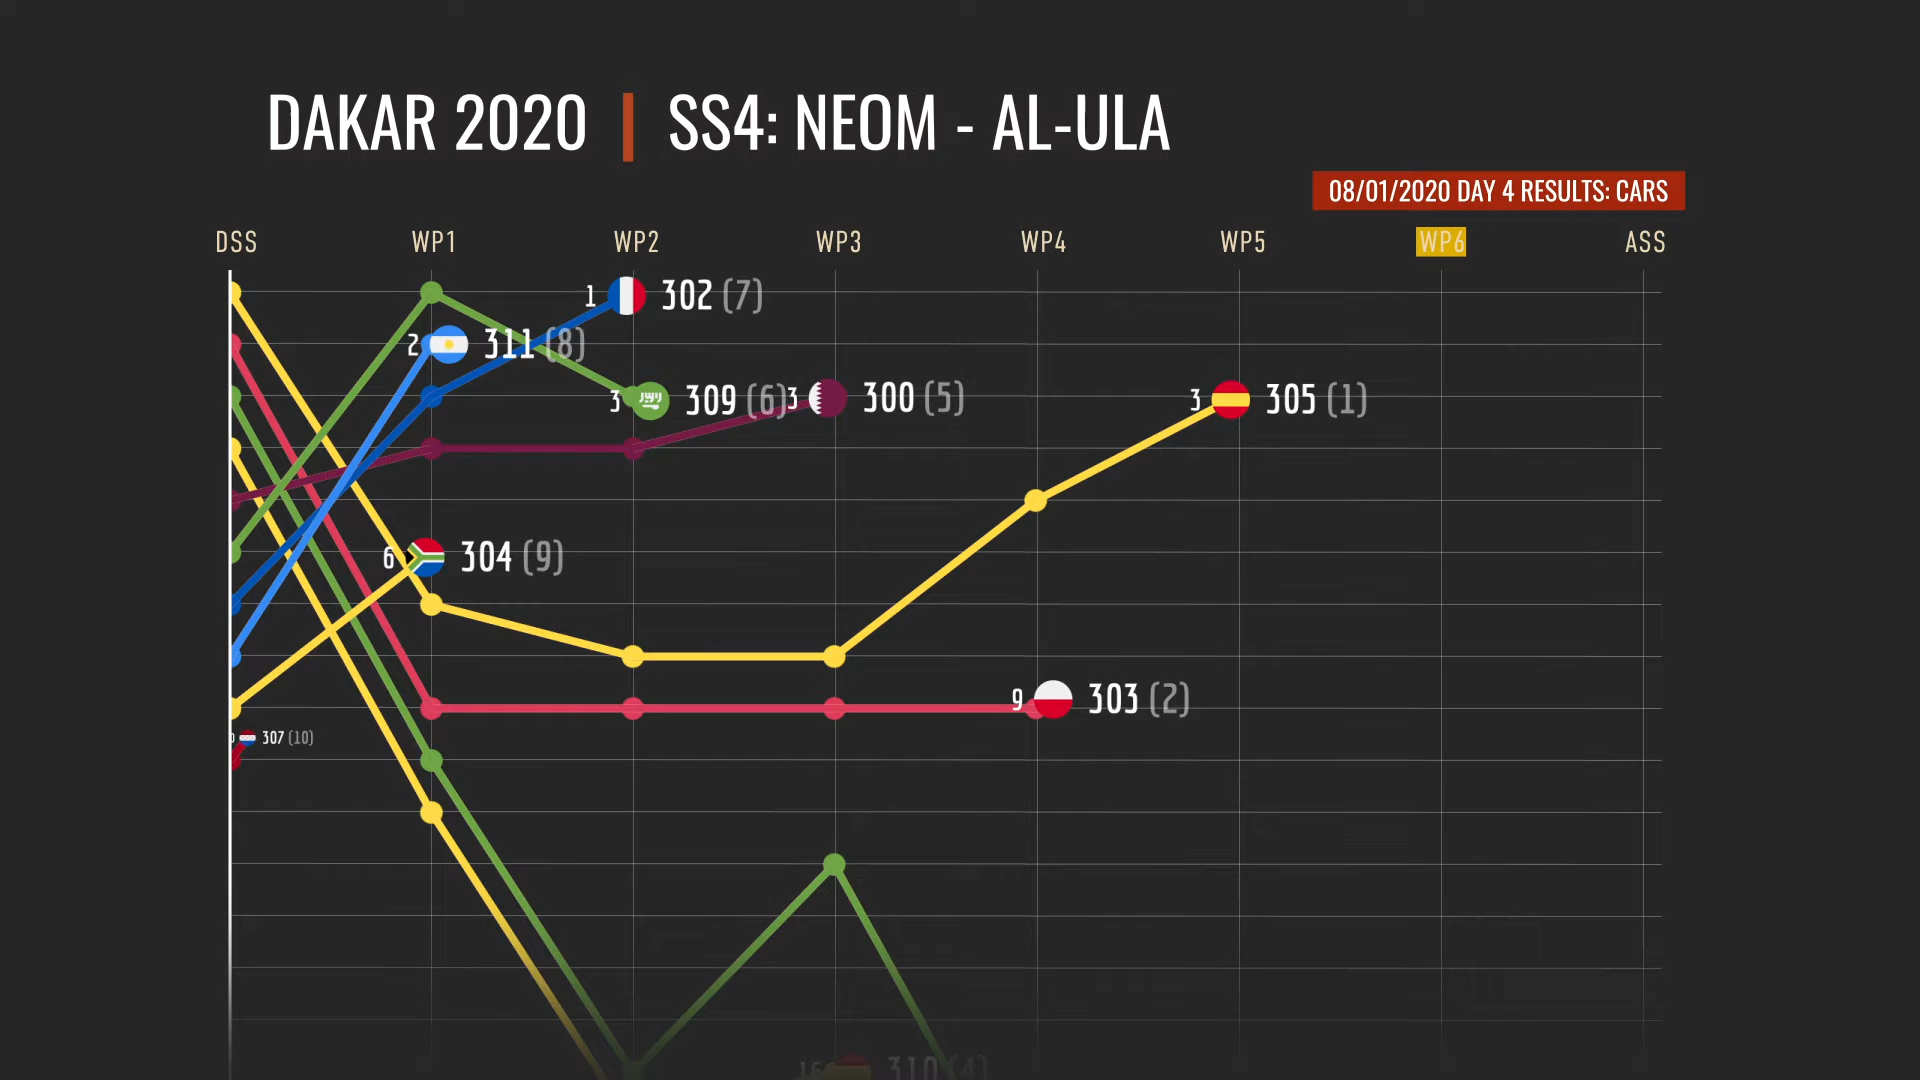 DAKAR 2020 | SS4: NEOM - AL-ULA
08/01/2020 DAY 4 RESULTS: CARS
DSS WP1 WP2 WP3 WP4 WP5 WP6 ASS
1 302 (7)
2 311 (8)
3 309 (6)
3 300 (5)
3 305 (1)
6 304 (9)
9 303 (2)
307 (10)
310 (4)